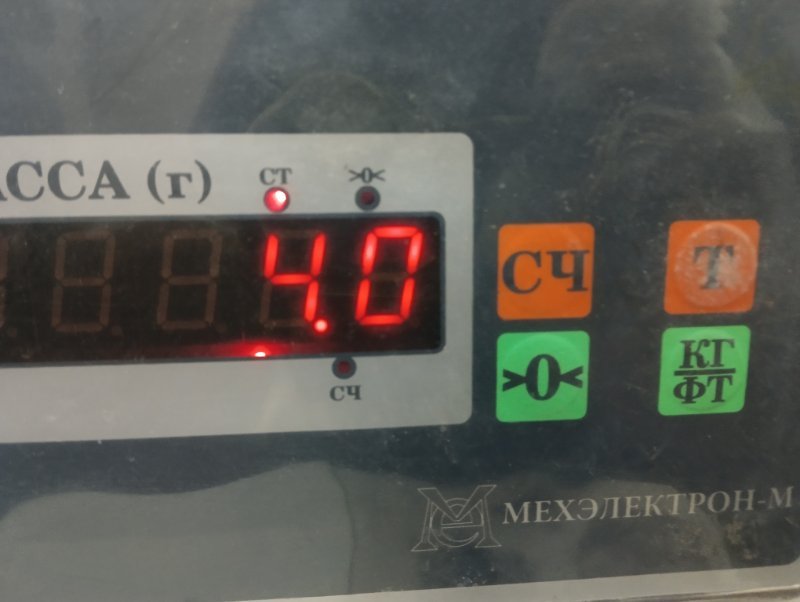 АССА (г)
СТ >0<
4.0
СЧ
СЧ Т
>0< КГ
ФТ
МЕХЭЛЕКТРОН-М